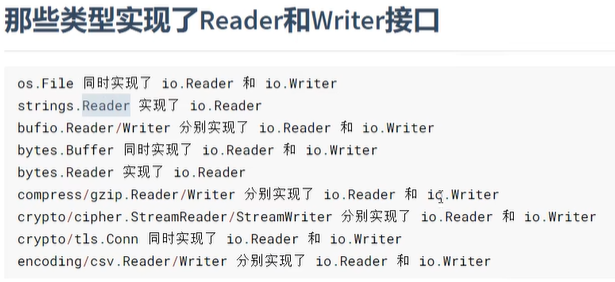 那些类型实现了Reader和Writer接口
os.File 同时实现了 io.Reader 和 io.Writer
strings.Reader 实现了 io.Reader
bufio.Reader/Writer 分别实现了 io.Reader 和 io.Writer
bytes.Buffer 同时实现了 io.Reader 和 io.Writer
bytes.Reader 实现了 io.Reader
compress/gzip.Reader/Writer 分别实现了 io.Reader 和 io.Writer
crypto/cipher.StreamReader/StreamWriter 分别实现了 io.Reader 和 io.Writer
crypto/tls.Conn 同时实现了 io.Reader 和 io.Writer
encoding/csv.Reader/Writer 分别实现了 io.Reader 和 io.Writer